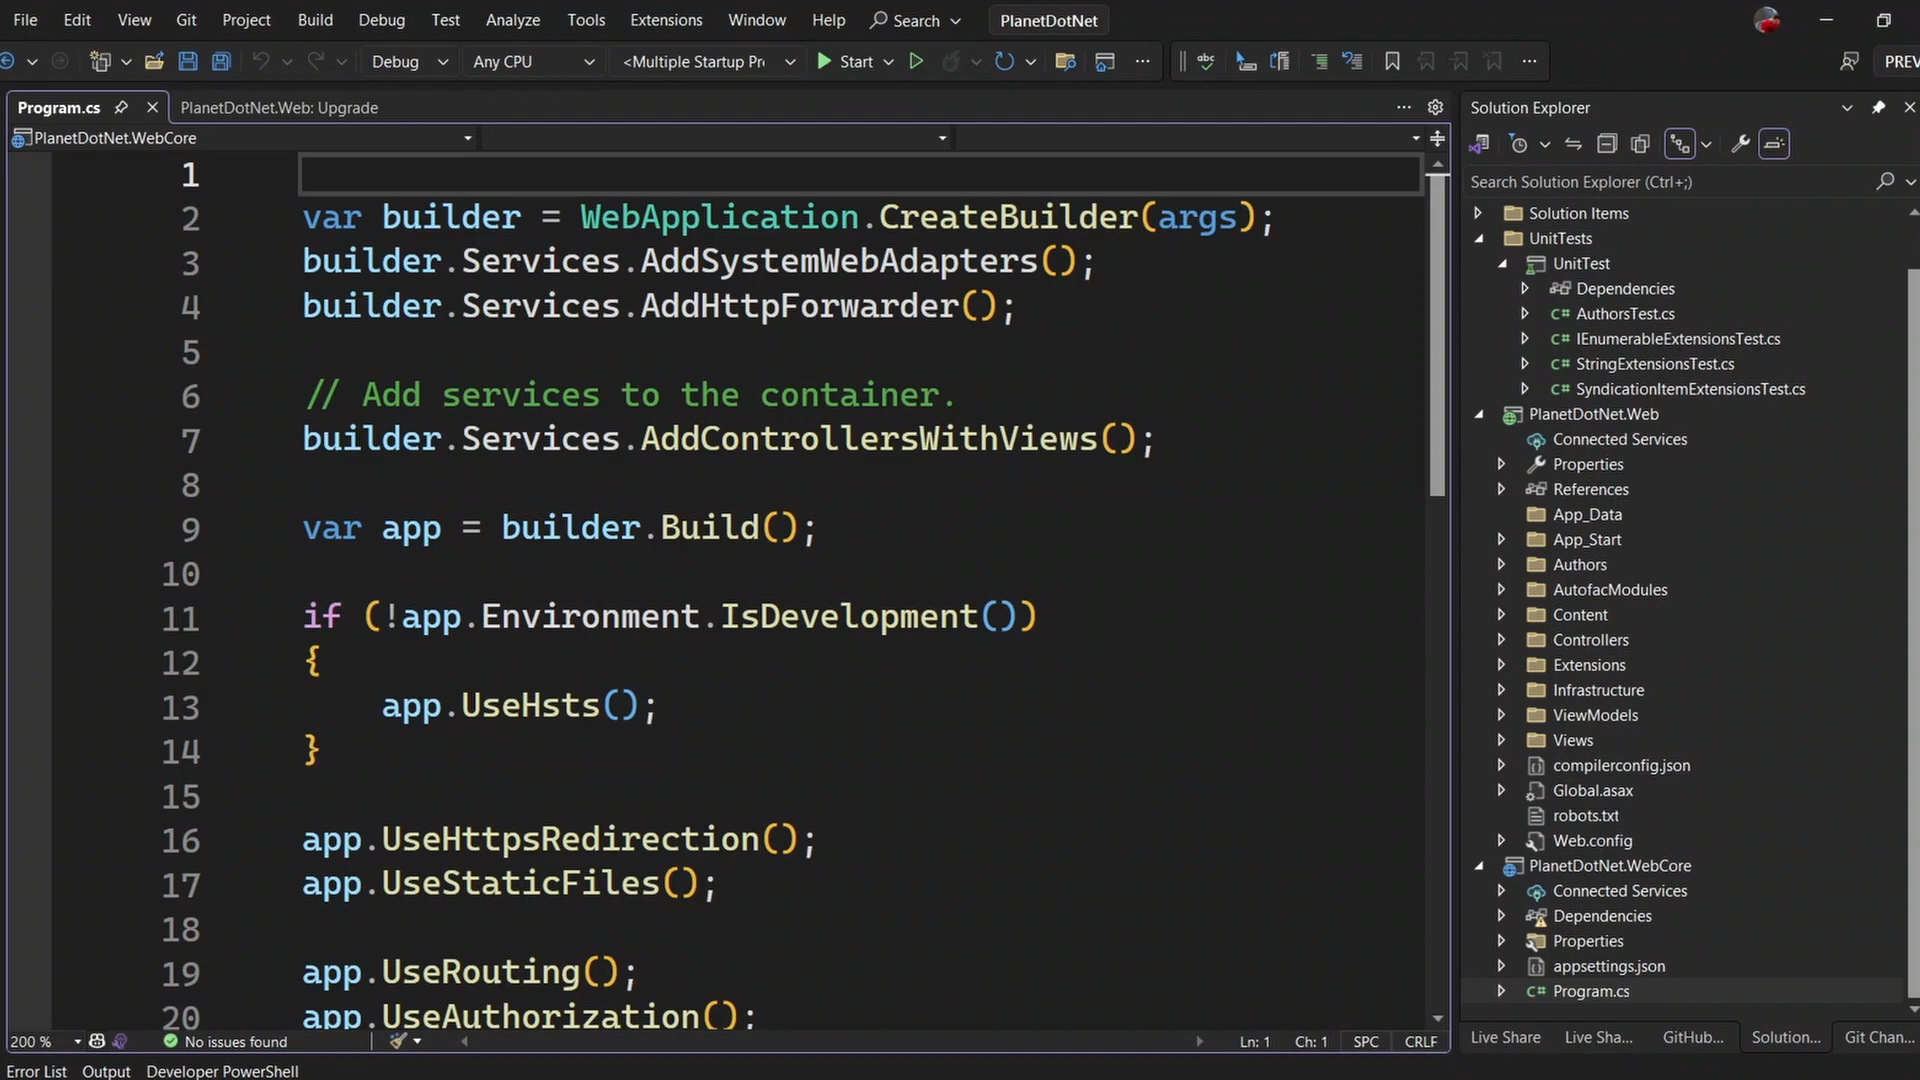 File Edit View Git Project Build Debug Test Analyze Tools Extensions Window Help Search PlanetDotNet
Debug Any CPU <Multiple Startup Pr Start PREV
Program.cs PlanetDotNet.Web: Upgrade
PlanetDotNet.WebCore
1
2 var builder = WebApplication.CreateBuilder(args);
3 builder.Services.AddSystemWebAdapters();
4 builder.Services.AddHttpForwarder();
5
6 // Add services to the container.
7 builder.Services.AddControllersWithViews();
8
9 var app = builder.Build();
10
11 if (!app.Environment.IsDevelopment())
12 {
13 app.UseHsts();
14 }
15
16 app.UseHttpsRedirection();
17 app.UseStaticFiles();
18
19 app.UseRouting();
20 app.UseAuthorization();
200 % No issues found Ln: 1 Ch: 1 SPC CRLF
Error List Output Developer PowerShell
Solution Explorer
Search Solution Explorer (Ctrl+;)
Solution Items
UnitTests
UnitTest
Dependencies
C# AuthorsTest.cs
C# IEnumerableExtensionsTest.cs
C# StringExtensionsTest.cs
C# SyndicationItemExtensionsTest.cs
PlanetDotNet.Web
Connected Services
Properties
References
App_Data
App_Start
Authors
AutofacModules
Content
Controllers
Extensions
Infrastructure
ViewModels
Views
compilerconfig.json
Global.asax
robots.txt
Web.config
PlanetDotNet.WebCore
Connected Services
Dependencies
Properties
appsettings.json
C# Program.cs
Live Share Live Sha... GitHub... Solution... Git Chan...